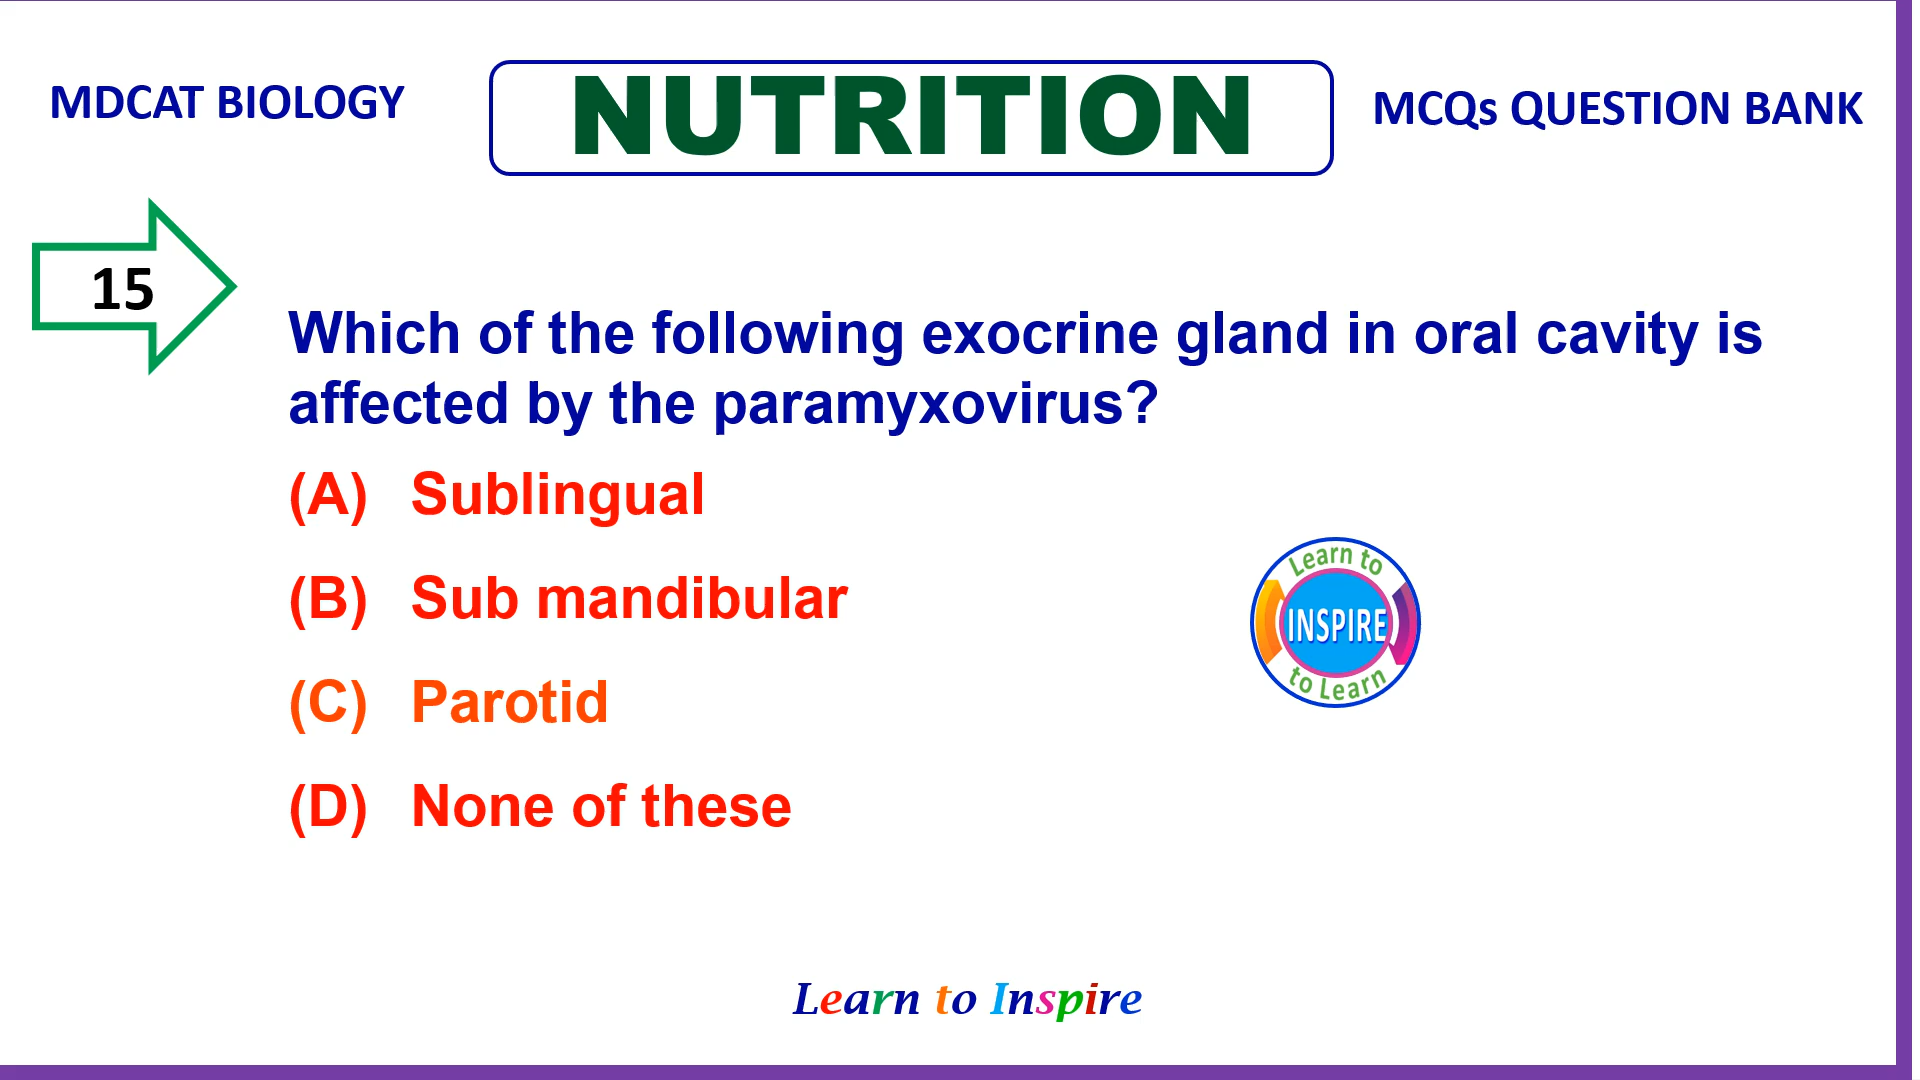 MDCAT BIOLOGY
NUTRITION
MCQs QUESTION BANK
15
Which of the following exocrine gland in oral cavity is
affected by the paramyxovirus?
(A) Sublingual
(B) Sub mandibular
(C) Parotid
(D) None of these
Learn to
INSPIRE
to Learn
Learn to Inspire